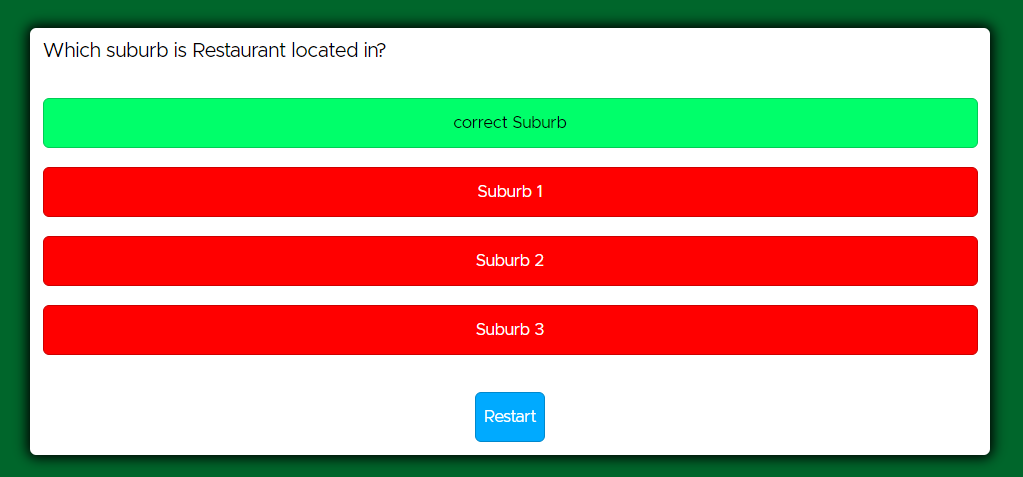 Which suburb is Restaurant located in?
correct Suburb
Suburb 1
Suburb 2
Suburb 3
Restart